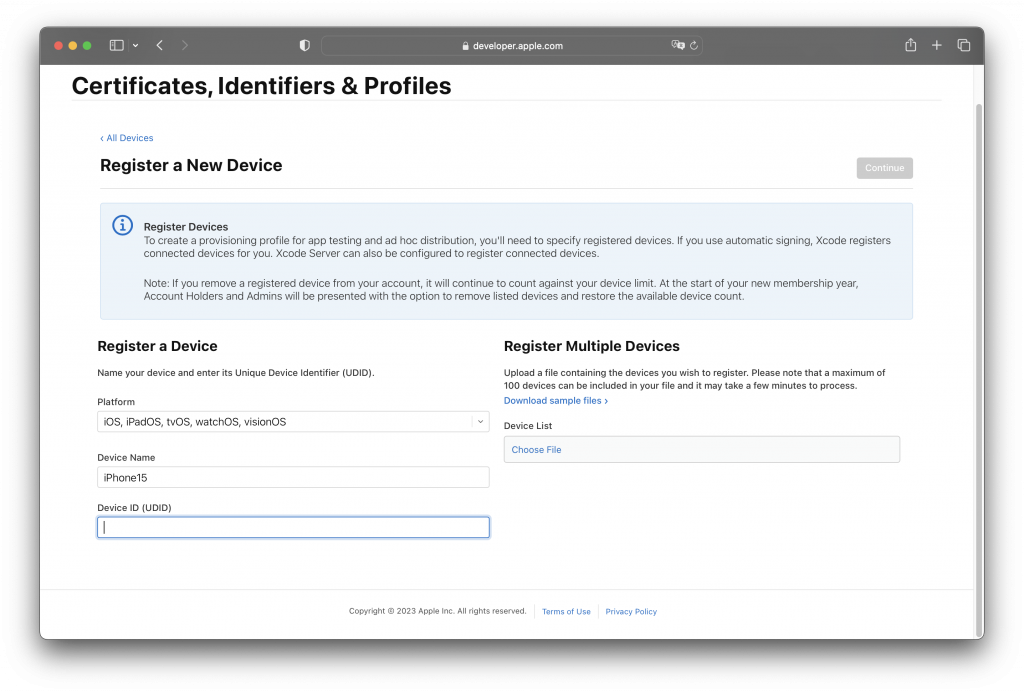 developer.apple.com
Certificates, Identifiers & Profiles
‹ All Devices
Register a New Device
Continue
Register Devices
To create a provisioning profile for app testing and ad hoc distribution, you'll need to specify registered devices. If you use automatic signing, Xcode registers
connected devices for you. Xcode Server can also be configured to register connected devices.
Note: If you remove a registered device from your account, it will continue to count against your device limit. At the start of your new membership year,
Account Holders and Admins will be presented with the option to remove listed devices and restore the available device count.
Register a Device
Name your device and enter its Unique Device Identifier (UDID).
Platform
iOS, iPadOS, tvOS, watchOS, visionOS
Device Name
iPhone15
Device ID (UDID)
Register Multiple Devices
Upload a file containing the devices you wish to register. Please note that a maximum of
100 devices can be included in your file and it may take a few minutes to process.
Download sample files ›
Device List
Choose File
Copyright © 2023 Apple Inc. All rights reserved. Terms of Use Privacy Policy